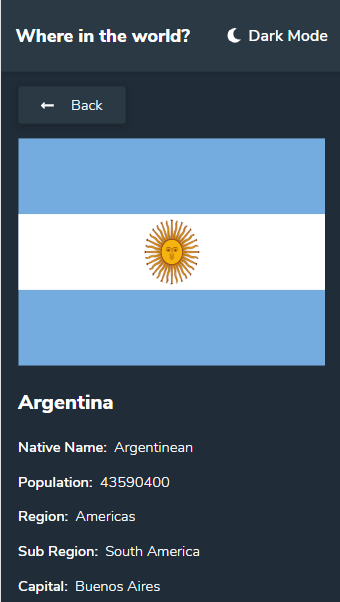 Where in the world? Dark Mode
Back
Argentina
Native Name: Argentinean
Population: 43590400
Region: Americas
Sub Region: South America
Capital: Buenos Aires